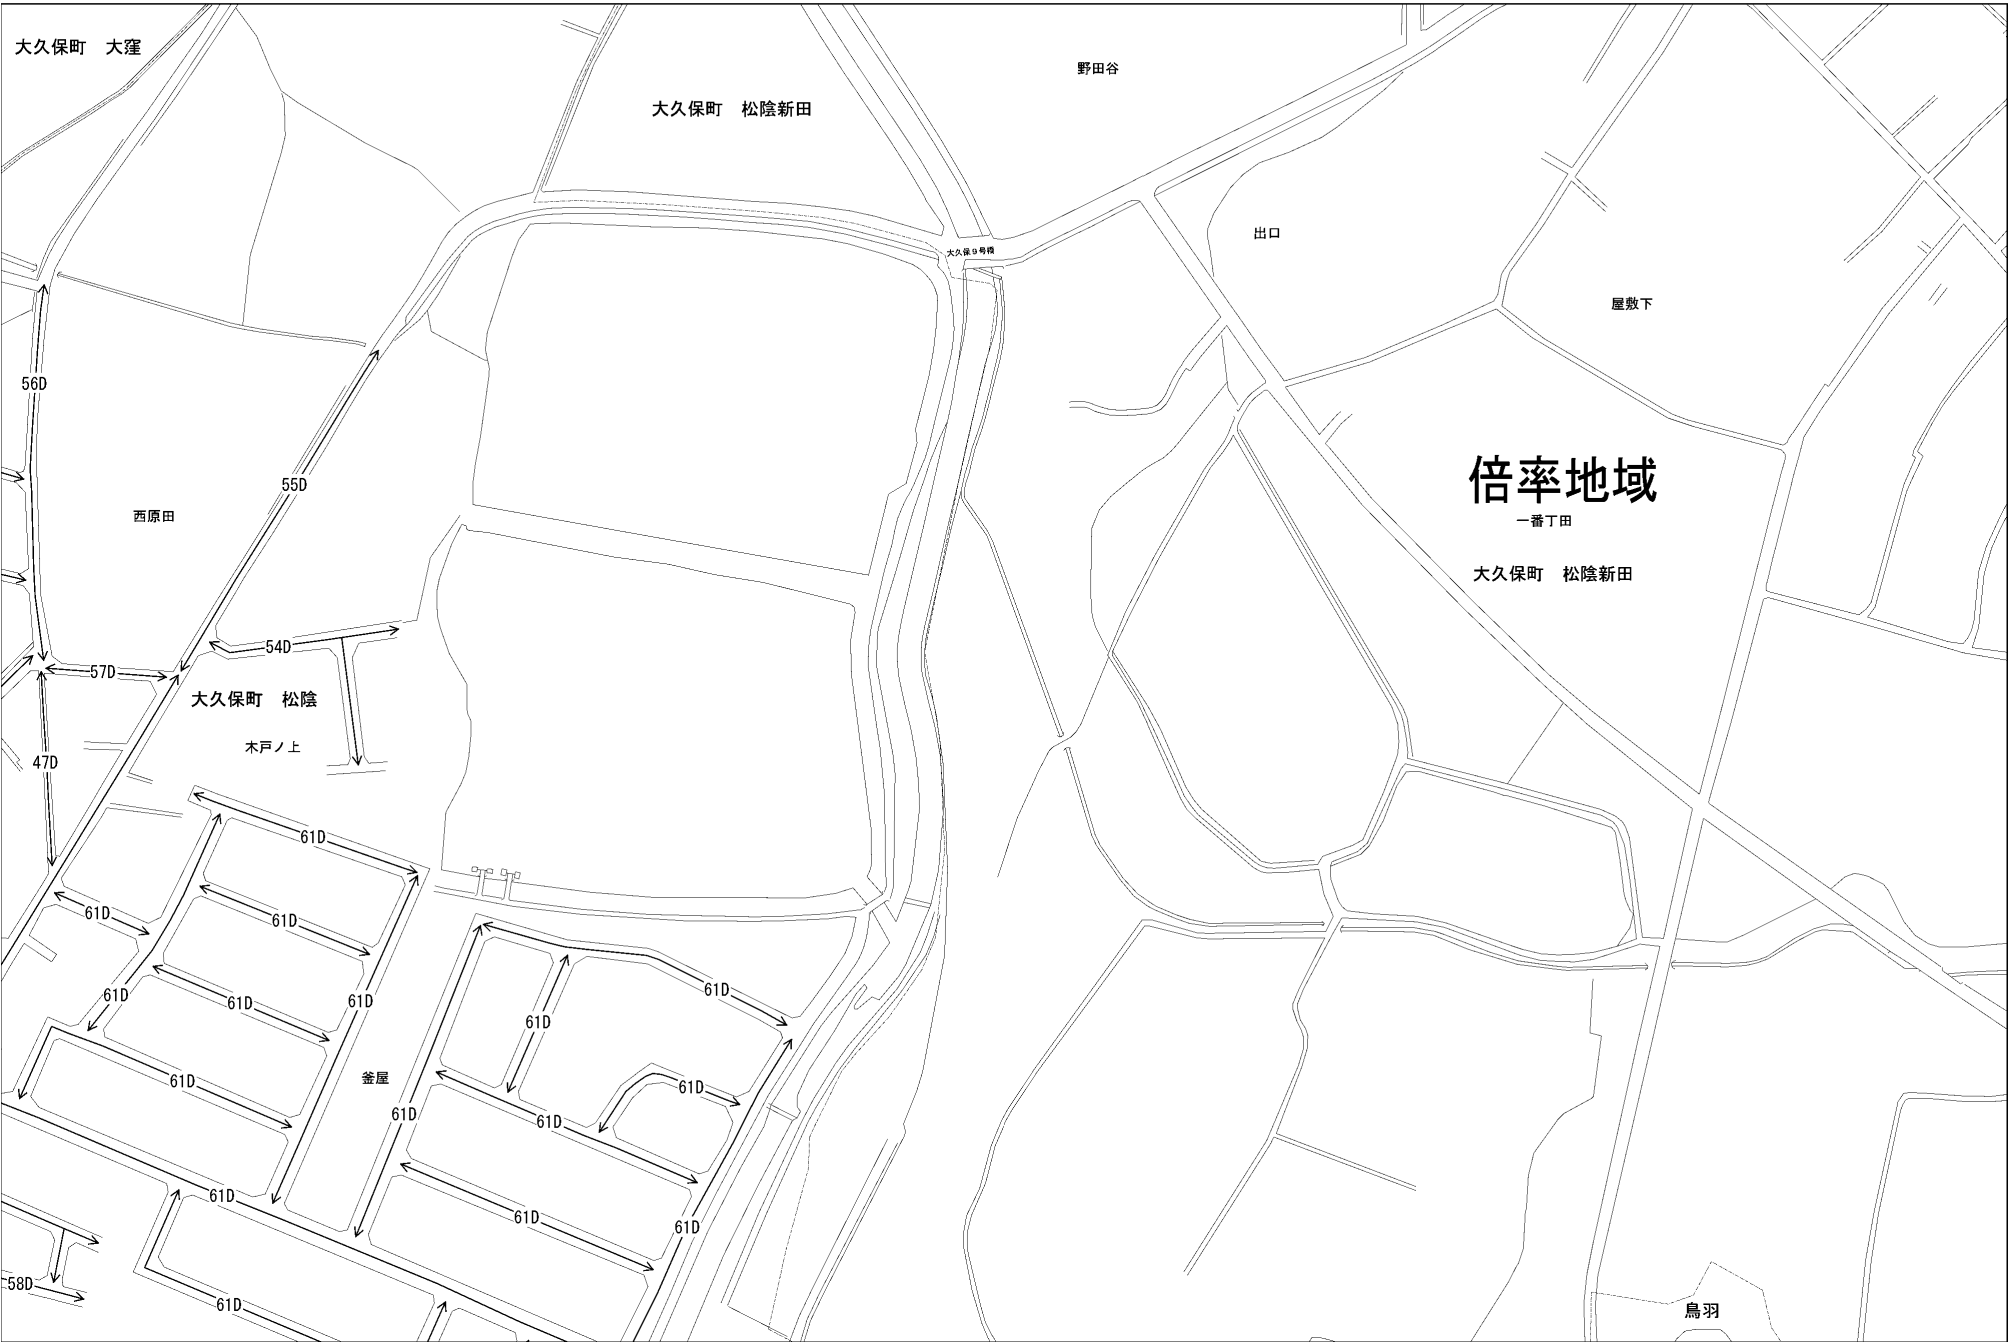 大久保町　大窪
野田谷
大久保町　松陰新田
出口
大久保9号橋
屋敷下
56D
倍率地域
55D
西原田
一番丁田
大久保町　松陰新田
54D
57D
大久保町　松陰
木戸ノ上
47D
61D
61D
61D
61D
61D
61D
61D
61D
釜屋
61D
61D
61D
61D
61D
61D
61D
61D
58D
61D
鳥羽